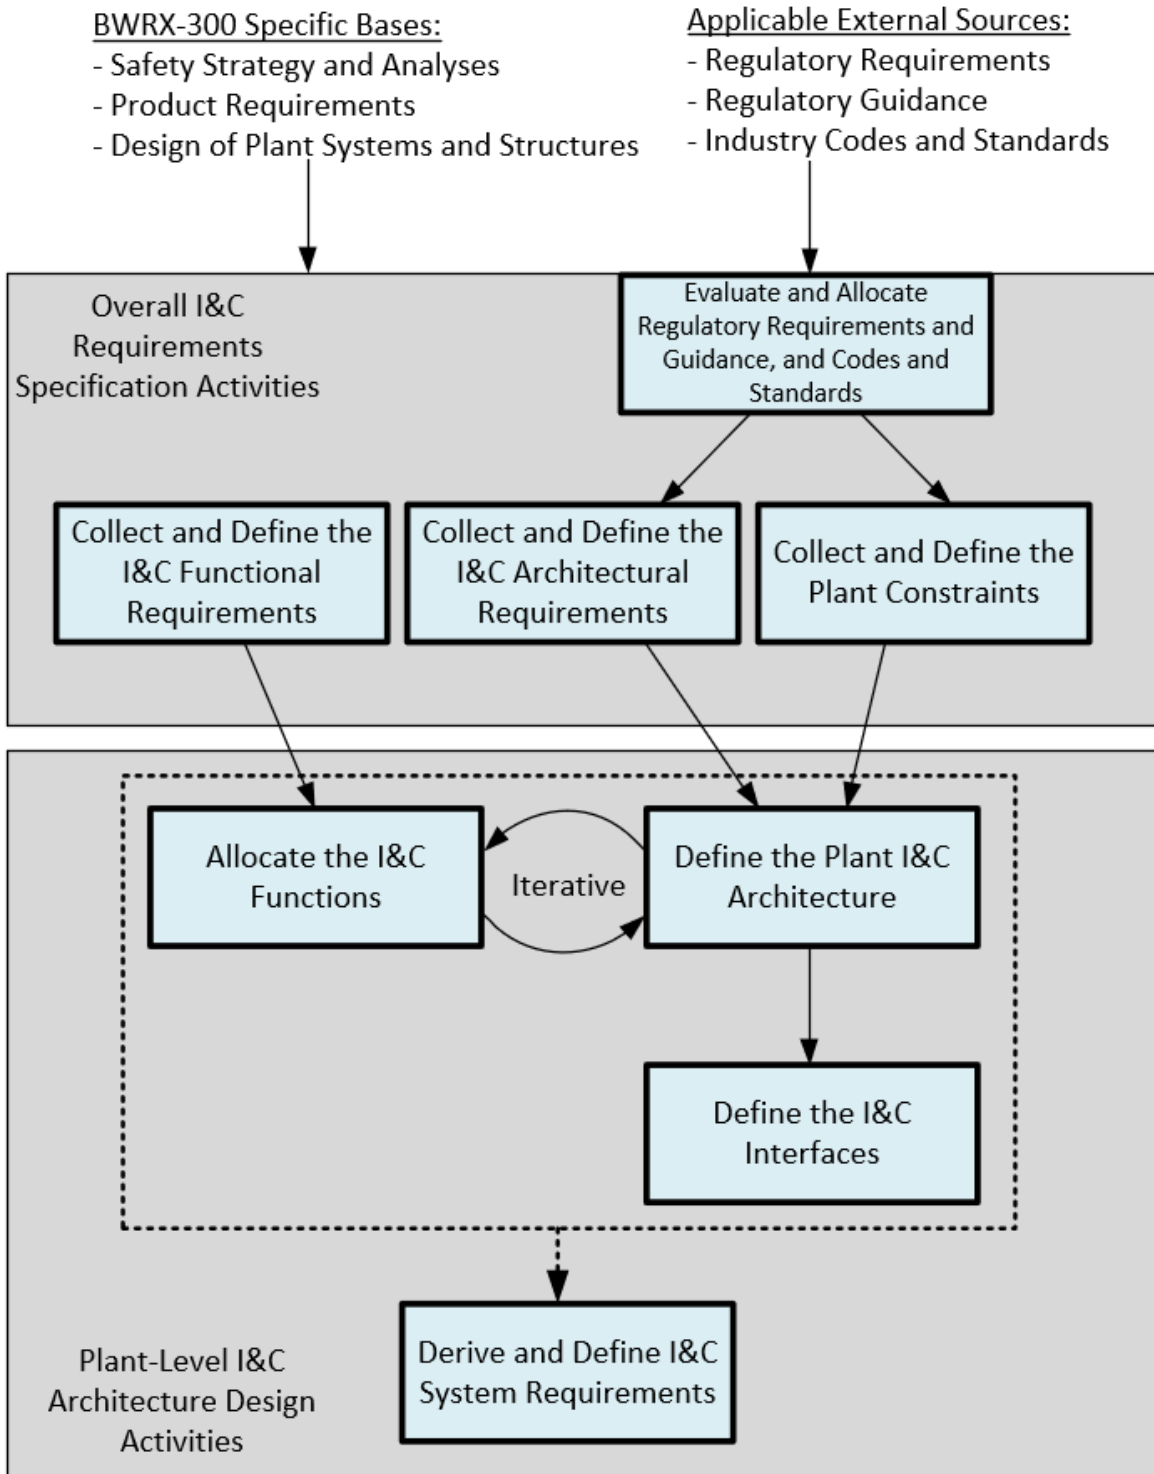 BWRX-300 Specific Bases:
- Safety Strategy and Analyses
- Product Requirements
- Design of Plant Systems and Structures
Applicable External Sources:
- Regulatory Requirements
- Regulatory Guidance
- Industry Codes and Standards
Overall I&C
Requirements
Specification Activities
Evaluate and Allocate
Regulatory Requirements and
Guidance, and Codes and
Standards
Collect and Define the
I&C Functional
Requirements
Collect and Define the
I&C Architectural
Requirements
Collect and Define the
Plant Constraints
Allocate the I&C
Functions
Iterative
Define the Plant I&C
Architecture
Define the I&C
Interfaces
Derive and Define I&C
System Requirements
Plant-Level I&C
Architecture Design
Activities